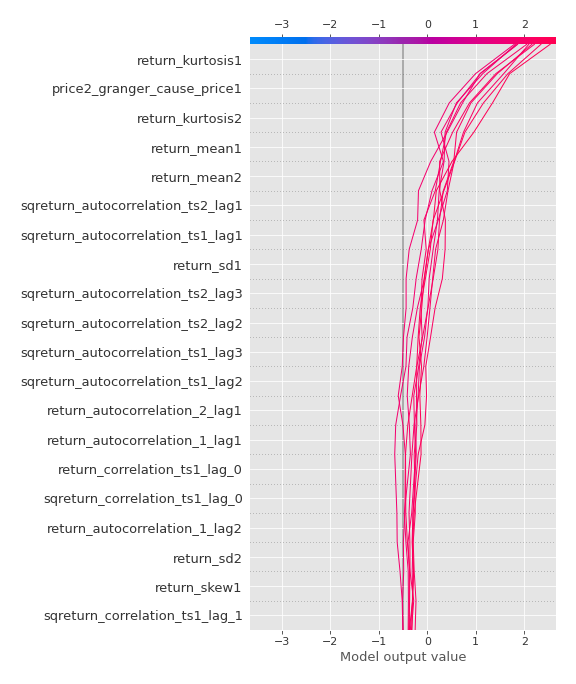 −3 −2 −1 0 1 2
return_kurtosis1
price2_granger_cause_price1
return_kurtosis2
return_mean1
return_mean2
sqreturn_autocorrelation_ts2_lag1
sqreturn_autocorrelation_ts1_lag1
return_sd1
sqreturn_autocorrelation_ts2_lag3
sqreturn_autocorrelation_ts2_lag2
sqreturn_autocorrelation_ts1_lag3
sqreturn_autocorrelation_ts1_lag2
return_autocorrelation_2_lag1
return_autocorrelation_1_lag1
return_correlation_ts1_lag_0
sqreturn_correlation_ts1_lag_0
return_autocorrelation_1_lag2
return_sd2
return_skew1
sqreturn_correlation_ts1_lag_1
−3 −2 −1 0 1 2
Model output value